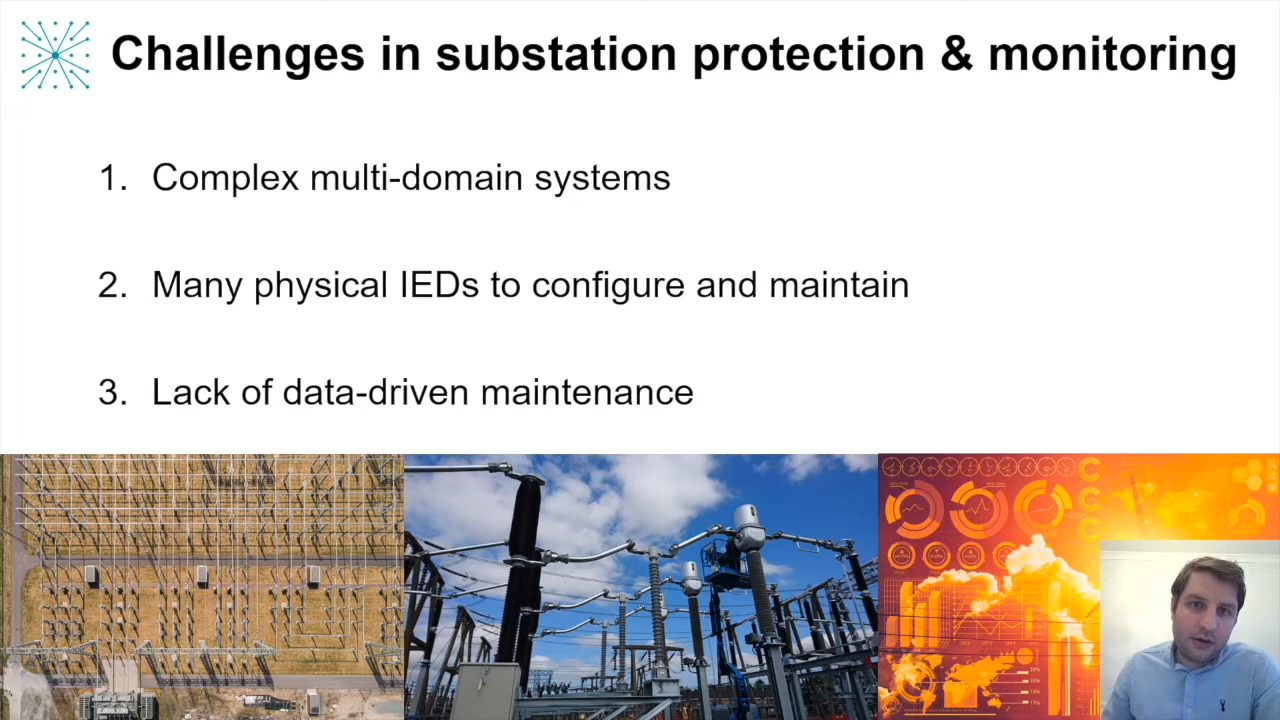 Challenges in substation protection & monitoring
1. Complex multi-domain systems
2. Many physical IEDs to configure and maintain
3. Lack of data-driven maintenance